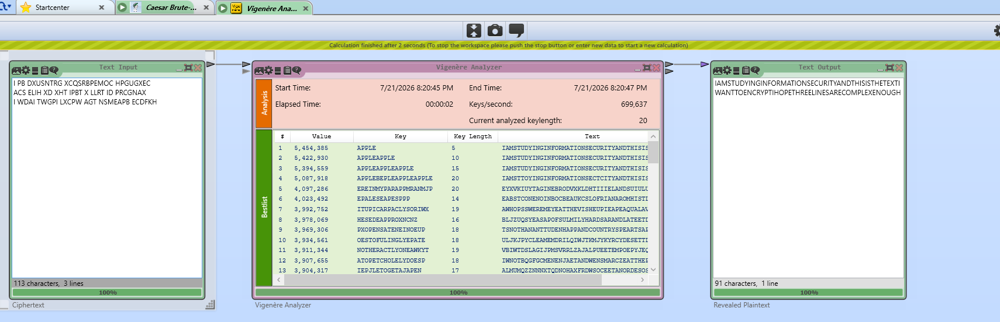 Startcenter
Caesar Brute-...
Vigenère Ana...
Calculation finished after 2 seconds (To stop the workspace please push the stop button or enter new data to start a new calculation)
Text Input
I PB DXUSNTRG XCQSRBPEMOC HPGUGXEC
ACS ELIH XD XHT IPBT X LLRT ID PRCGNAX
I WDAI TWGPI LXCPW AGT NSMEAPB ECDFKH
113 characters, 3 lines
100%
Ciphertext
Vigenère Analyzer
Analysis
Start Time: 7/21/2026 8:20:45 PM End Time: 7/21/2026 8:20:47 PM
Elapsed Time: 00:00:02 Keys/second: 699,637
Current analyzed keylength: 20
Bestlist
# Value Key Key Length Text
1 5,454,385 APPLE 5 IAMSTUDYINGINFORMATIONSECURITYANDTHISIS
2 5,422,930 APPLEAPPLE 10 IAMSTUDYINGINFORMATIONSECURITYANDTHISIS
3 5,394,559 APPLEAPPLEAPPLE 15 IAMSTUDYINGINFORMATIONSECURITYANDTHISIS
4 5,087,918 APPLEBEPLEAPPLEAPPLE 20 IAMSTTOYINGINFORMATIONSECTCITYANDTHISIS
5 4,097,286 EREINMYPARAPPMRANMJP 20 EYXVKIUYTAGINEBRODVXKLDHTIIIELANDSUIULU
6 4,023,492 EPALESEAPESPPP 14 EABSTCONENOINBOCBEAUKCSLOFRIANAROMHISTI
7 3,992,752 ITUPICARPACLYSORIWX 19 AWHOPSSWEREMEYEATTHEVISHEUPIEAPEAQUALAV
8 3,978,069 HESEDEAPPROXNCNZ 16 BLJZUQSYEASAPOFSULMILYHARDSARANDLATEETI
9 3,969,306 PXOPENSATENEINOEUP 18 TSNOTHANANTTUDENHAPPANDCOUNTRYSPEARTSAP
10 3,934,561 OESTOFULINGLYEPATE 18 ULJKJPYCLEAMEMDRILQIWJTKMJYKYRCYDESETTI
11 3,911,344 NOTHERACTLYONEAWKYT 19 VBIWTDSLAGIJPMSVRRLZAJALPUEETEMPOEPYJEQ
12 3,907,655 ATOPETCHOLELYDOESP 18 IWNOTBQGFGCMENENJAETANDWENSMARCZEATTHEP
13 3,904,317 IEPJLETOGETAJAPEN 17 ALMUMQZZNNNXTQDNOHAXFRDWSOCEETANORDESOS
100%
Vigenère Analyzer
Text Output
IAMSTUDYINGINFORMATIONSECURITYANDTHISISTHETEXTI
WANTTOENCRYPTIHOPETHREELINESARECOMPLEXENOUGH
91 characters, 1 line
100%
Revealed Plaintext